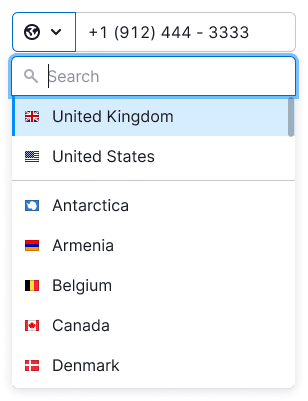 +1 (912) 444 - 3333
Search
United Kingdom
United States
Antarctica
Armenia
Belgium
Canada
Denmark